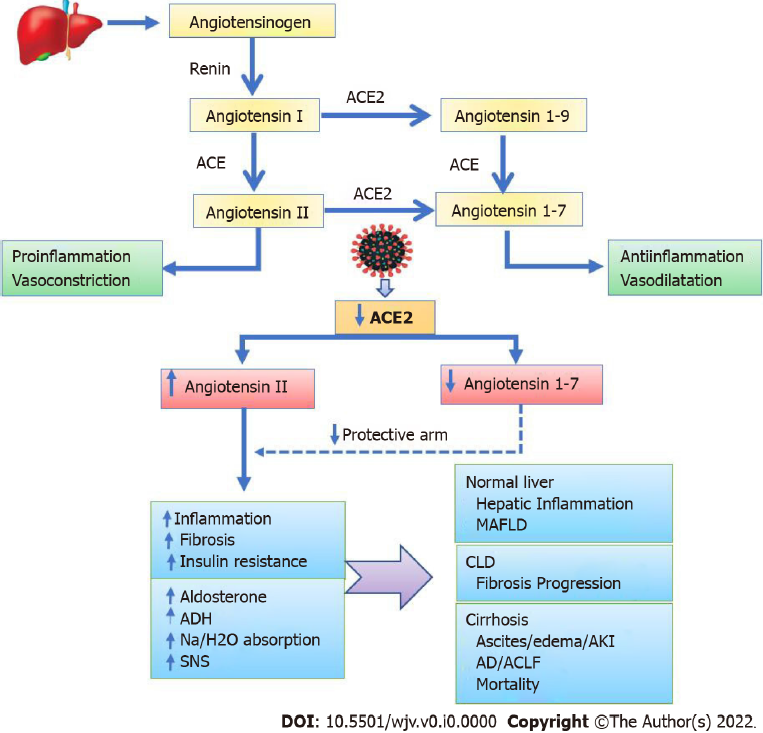 Angiotensinogen
Renin
ACE2
Angiotensin I
Angiotensin 1-9
ACE
ACE
ACE2
Angiotensin II
Angiotensin 1-7
Proinflammation
Vasoconstriction
Antiinflammation
Vasodilatation
↓ ACE2
↑ Angiotensin II
↓ Angiotensin 1-7
↓ Protective arm
↑ Inflammation
↑ Fibrosis
↑ Insulin resistance
↑ Aldosterone
↑ ADH
↑ Na/H2O absorption
↑ SNS
Normal liver
Hepatic Inflammation
MAFLD
CLD
Fibrosis Progression
Cirrhosis
Ascites/edema/AKI
AD/ACLF
Mortality
DOI: 10.5501/wjv.v0.i0.0000 Copyright ©The Author(s) 2022.